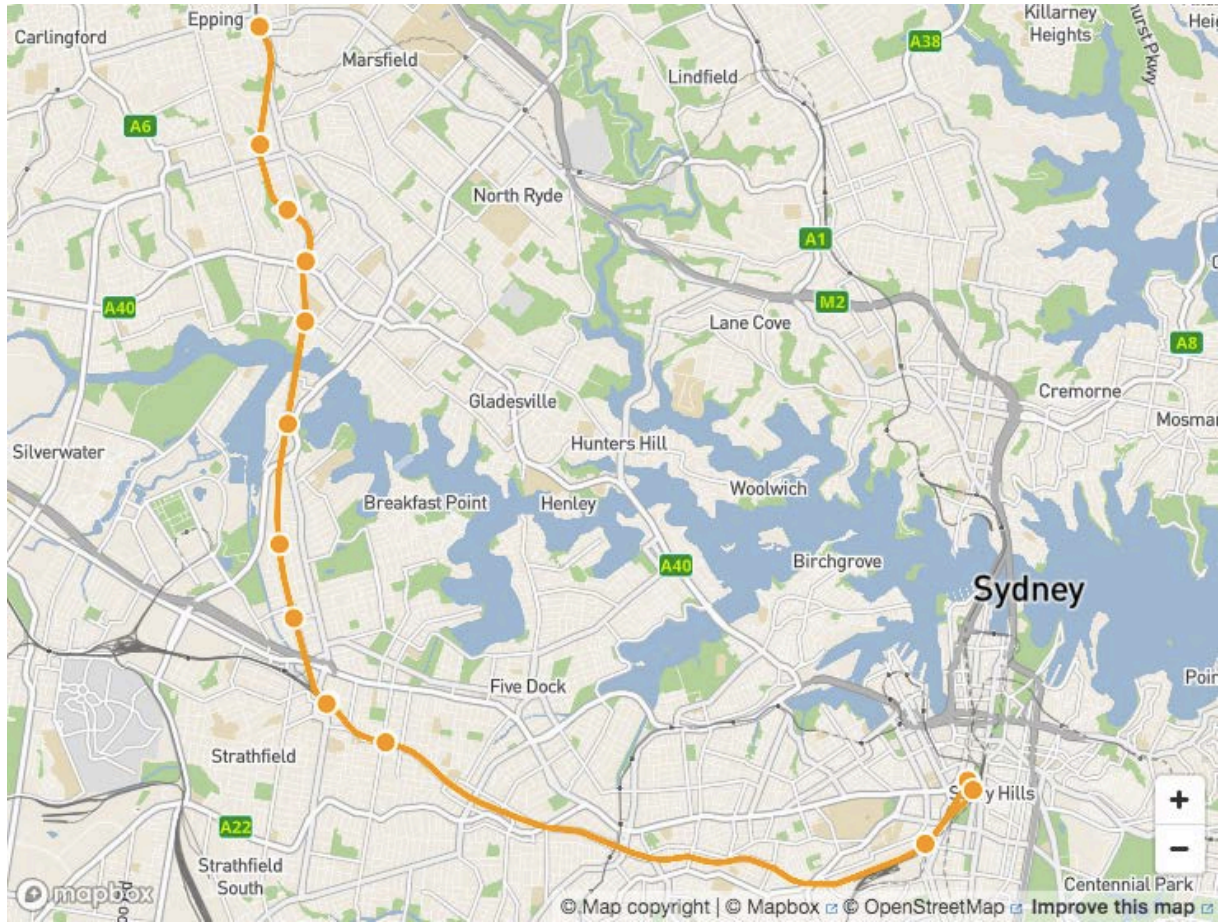 Epping
Carlingford
Marsfield
A38
Killarney
Heights
Lindfield
A6
North Ryde
A1
A40
M2
Lane Cove
A8
Cremorne
Gladesville
Mosman
Hunters Hill
Silverwater
Woolwich
Breakfast Point
Henley
Birchgrove
A40
Sydney
Five Dock
Strathfield
Hills
+
A22
−
Strathfield
South
Centennial Park
mapbox
© Map copyright | © Mapbox © OpenStreetMap Improve this map